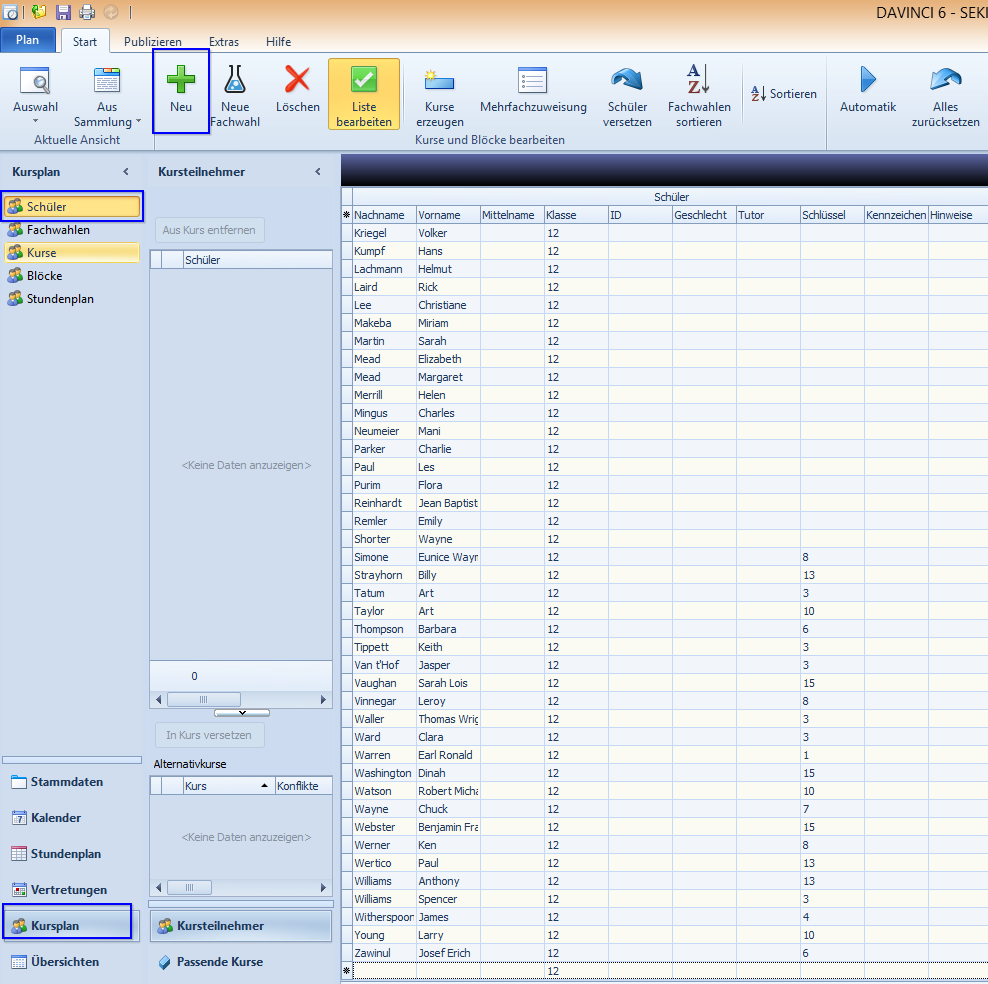 DAVINCI 6 - SEKI
Plan Start Publizieren Extras Hilfe
Auswahl Aus Sammlung Neu Neue Fachwahl Löschen Liste bearbeiten Kurse erzeugen Mehrfachzuweisung Schüler versetzen Fachwahlen sortieren Sortieren Automatik Alles zurücksetzen
Aktuelle Ansicht Kurse und Blöcke bearbeiten
Kursplan
Schüler
Fachwahlen
Kurse
Blöcke
Stundenplan
Stammdaten
Kalender
Stundenplan
Vertretungen
Kursplan
Übersichten
Kursteilnehmer
Aus Kurs entfernen
Schüler
<Keine Daten anzuzeigen>
0
In Kurs versetzen
Alternativkurse
Kurs Konflikte
<Keine Daten anzuzeigen>
Kursteilnehmer
Passende Kurse
Schüler
Nachname Vorname Mittelname Klasse ID Geschlecht Tutor Schlüssel Kennzeichen Hinweise
Kriegel Volker 12
Kumpf Hans 12
Lachmann Helmut 12
Laird Rick 12
Lee Christiane 12
Makeba Miriam 12
Martin Sarah 12
Mead Elizabeth 12
Mead Margaret 12
Merrill Helen 12
Mingus Charles 12
Neumeier Mani 12
Parker Charlie 12
Paul Les 12
Purim Flora 12
Reinhardt Jean Baptist 12
Remler Emily 12
Shorter Wayne 12
Simone Eunice Wayr 12 8
Strayhorn Billy 12 13
Tatum Art 12 3
Taylor Art 12 10
Thompson Barbara 12 6
Tippett Keith 12 3
Van t'Hof Jasper 12 3
Vaughan Sarah Lois 12 15
Vinnegar Leroy 12 8
Waller Thomas Wrig 12 3
Ward Clara 12 3
Warren Earl Ronald 12 1
Washington Dinah 12 15
Watson Robert Micha 12 10
Wayne Chuck 12 7
Webster Benjamin Fra 12 15
Werner Ken 12 8
Wertico Paul 12 13
Williams Anthony 12 13
Williams Spencer 12 3
Witherspoon James 12 4
Young Larry 12 10
Zawinul Josef Erich 12 6
12